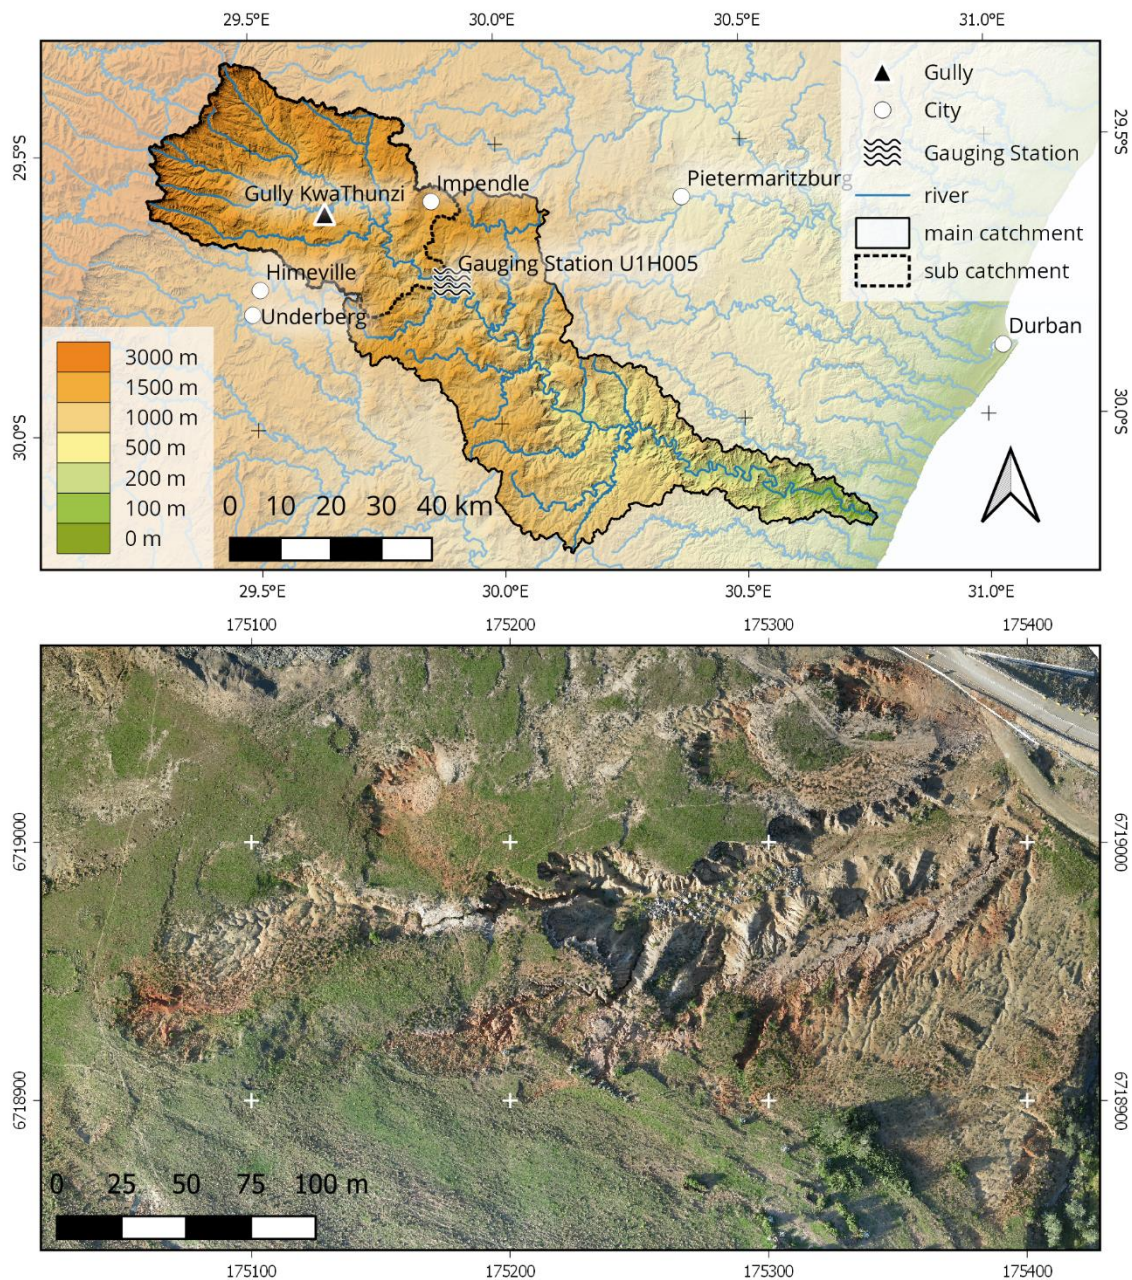 29.5°E 30.0°E 30.5°E 31.0°E
Gully
City
Gauging Station
river
main catchment
sub catchment
29.5°S
29.5°S
Pietermaritzburg
Impendle
Gully KwaThunzi
Gauging Station U1H005
Himeville
Underberg
Durban
3000 m
1500 m
1000 m
500 m
200 m
100 m
0 m
30.0°S
30.0°S
0 10 20 30 40 km
29.5°E 30.0°E 30.5°E 31.0°E
175100 175200 175300 175400
6719000
6719000
6718900
6718900
0 25 50 75 100 m
175100 175200 175300 175400